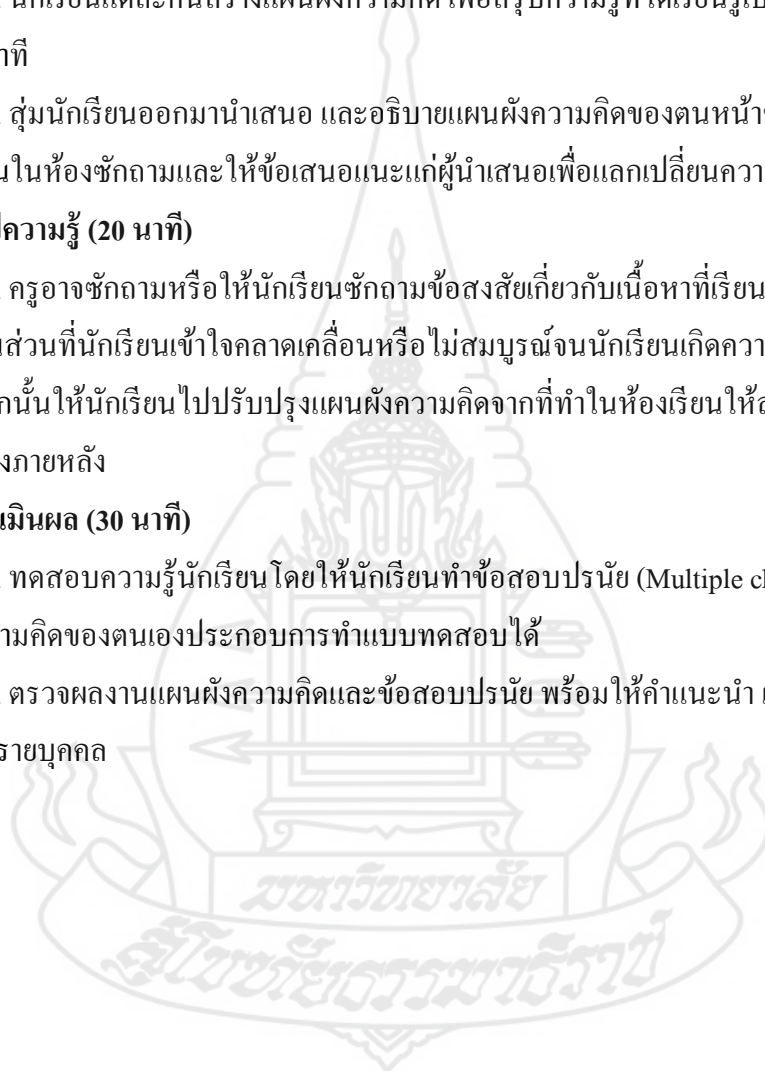 นักเรียนแต่ละคนสร้างแผนผังความคิด เพื่อสรุปความรู้ที่ได้เรียนรู้เป็น
าที
. สุ่มนักเรียนออกมานำเสนอ และอธิบายแผนผังความคิดของตนหน้าช
นในห้องซักถามและให้ข้อเสนอแนะแก่ผู้นำเสนอเพื่อแลกเปลี่ยนความ
ปความรู้ (20 นาที)
. ครูอาจซักถามหรือให้นักเรียนซักถามข้อสงสัยเกี่ยวกับเนื้อหาที่เรียน
นส่วนที่นักเรียนเข้าใจคลาดเคลื่อนหรือไม่สมบูรณ์จนนักเรียนเกิดความ
กนั้นให้นักเรียนไปปรับปรุงแผนผังความคิดจากที่ทำในห้องเรียนให้ส
งภายหลัง
นมินผล (30 นาที)
. ทดสอบความรู้นักเรียนโดยให้นักเรียนทำข้อสอบปรนัย (Multiple cl
ามคิดของตนเองประกอบการทำแบบทดสอบได้
. ตรวจผลงานแผนผังความคิดและข้อสอบปรนัย พร้อมให้คำแนะนำ เ
รายบุคคล
มหาวิทยาลัย
สุโขทัยธรรมาธิราช